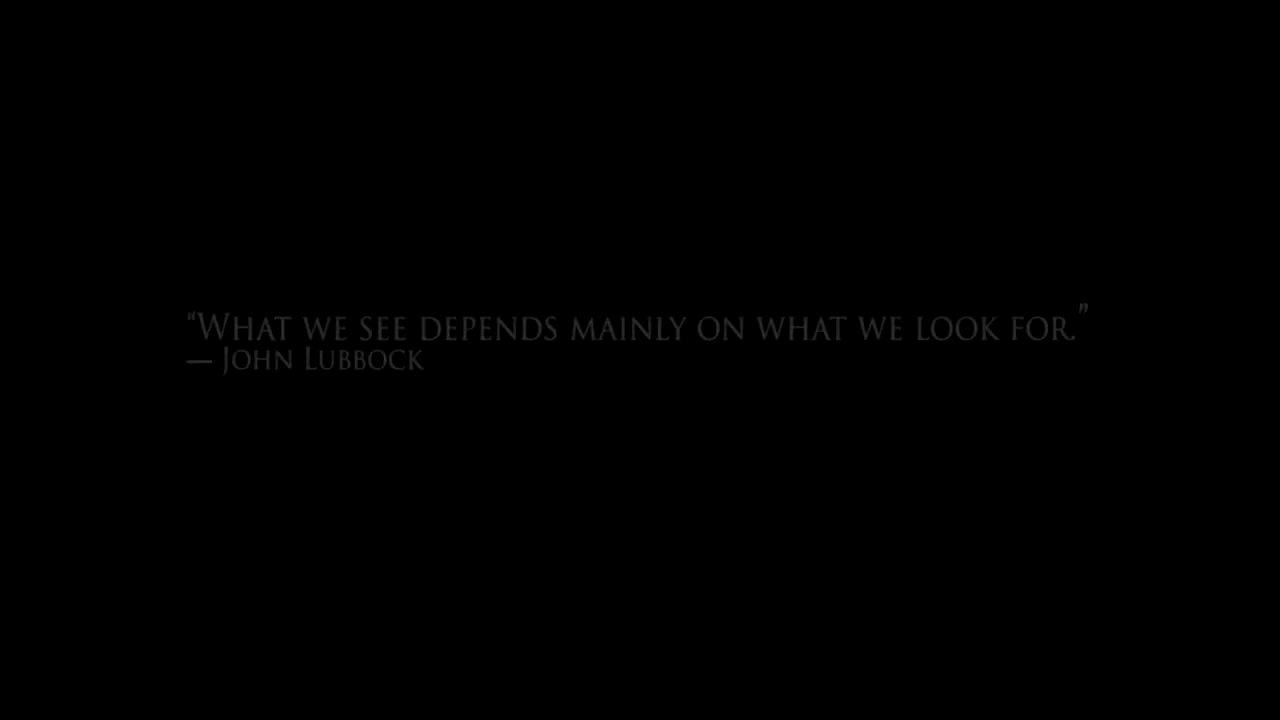 “What we see depends mainly on what we look for.”
— John Lubbock